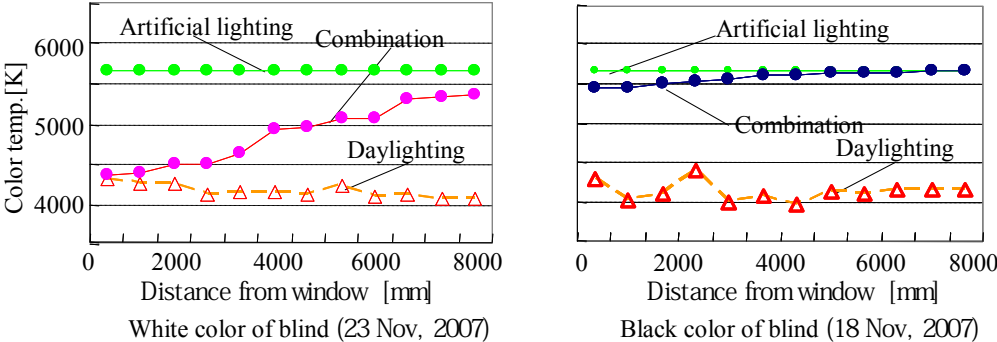 Artificial lighting
Combination
Daylighting
Color temp.[K]
6000
5000
4000
0 2000 4000 6000 8000
Distance from window [mm]
White color of blind (23 Nov, 2007)
Artificial lighting
Combination
Daylighting
0 2000 4000 6000 8000
Distance from window [mm]
Black color of blind (18 Nov, 2007)